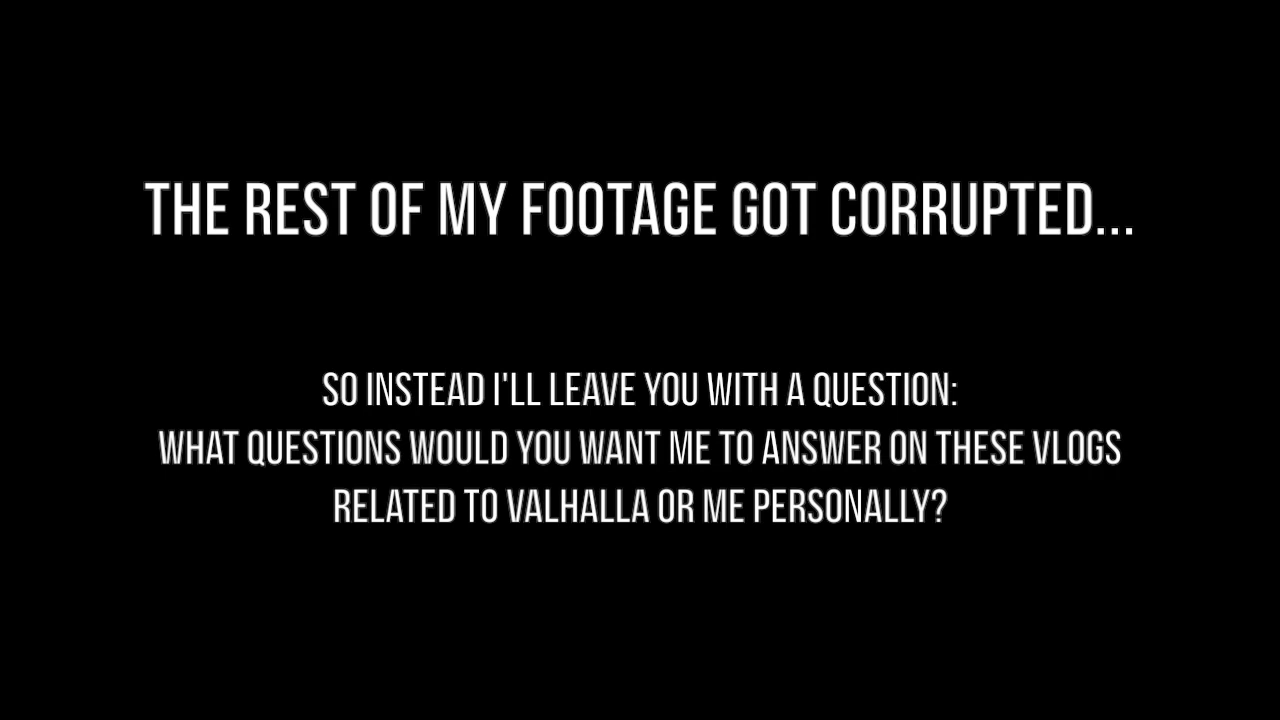 THE REST OF MY FOOTAGE GOT CORRUPTED...
SO INSTEAD I'LL LEAVE YOU WITH A QUESTION:
WHAT QUESTIONS WOULD YOU WANT ME TO ANSWER ON THESE VLOGS
RELATED TO VALHALLA OR ME PERSONALLY?